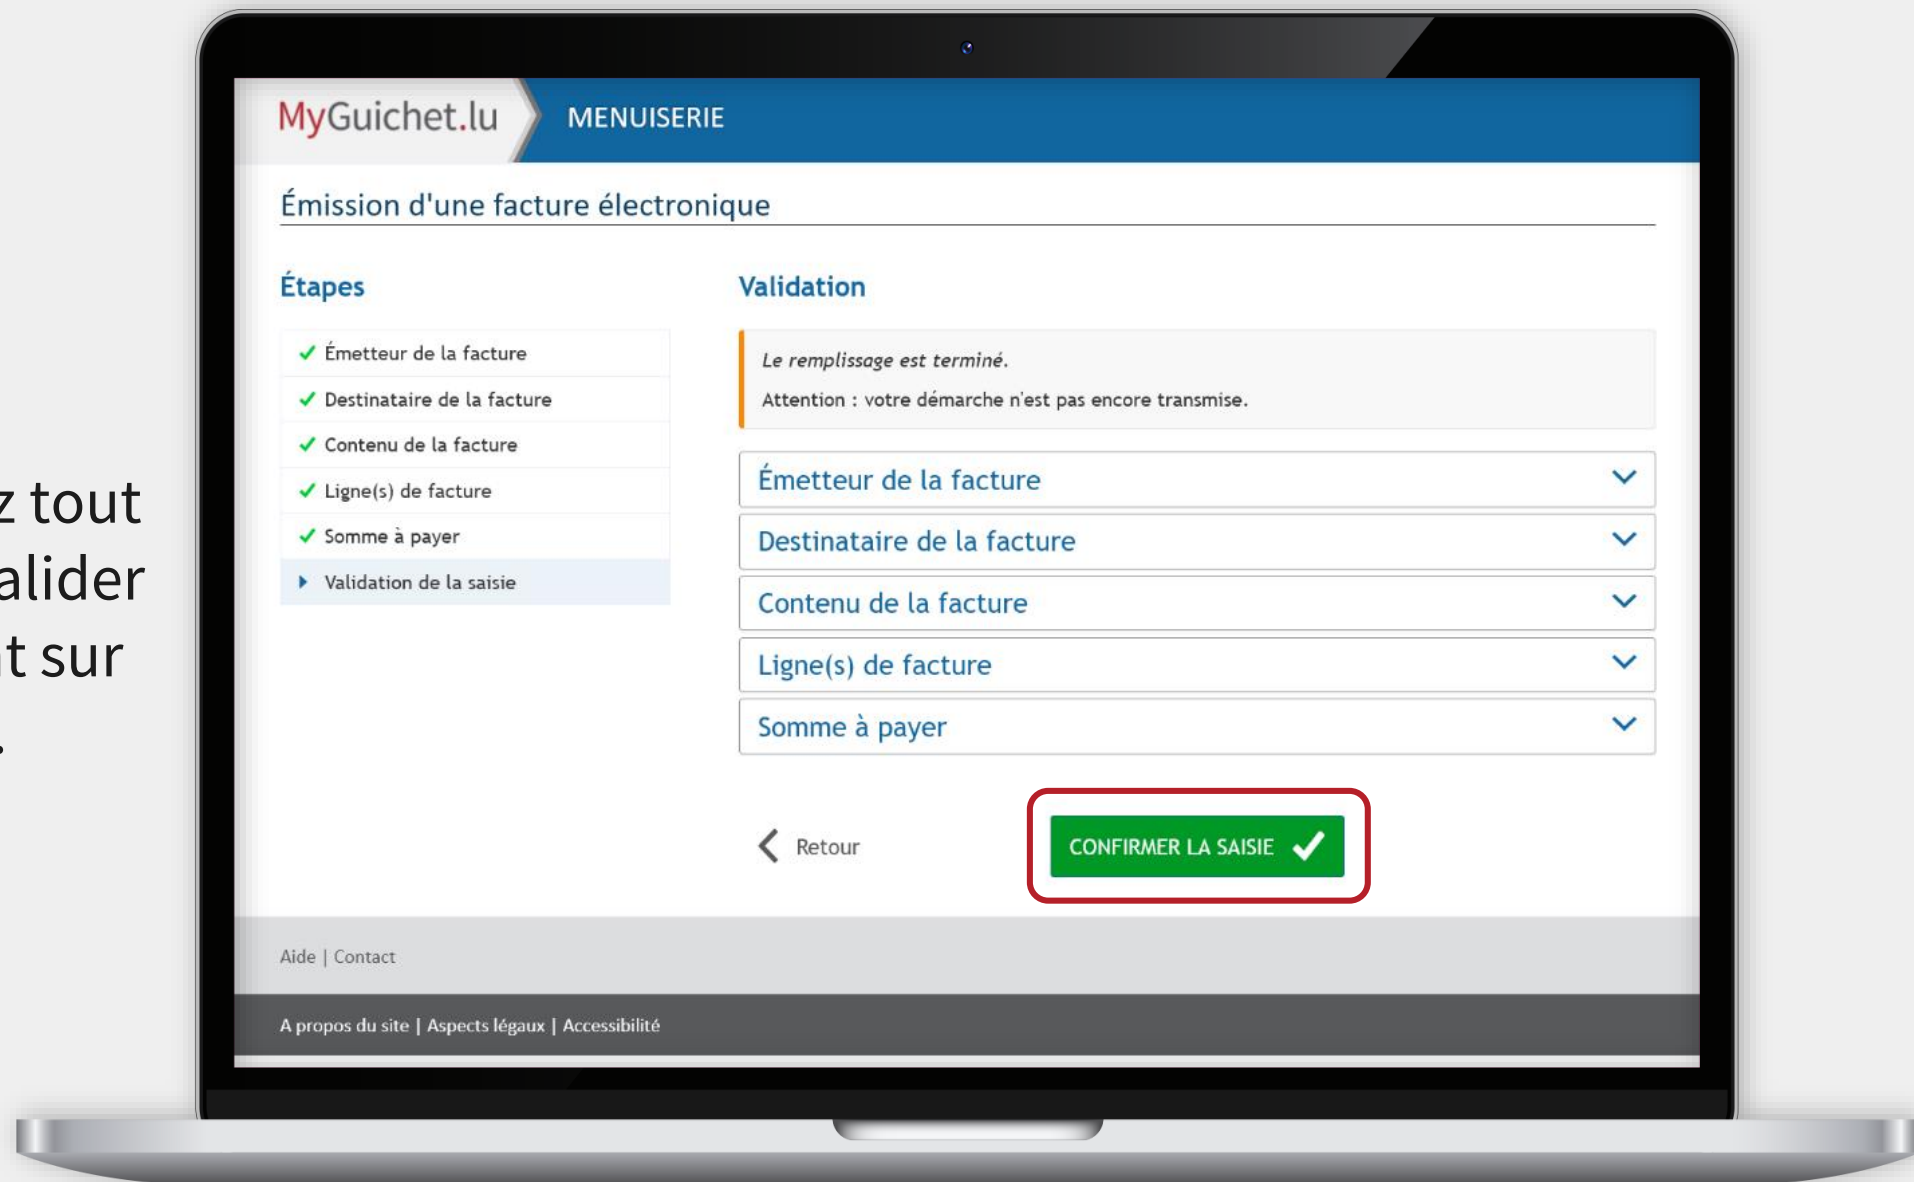 z tout
alider
t sur
.
MyGuichet.lu
MENUISERIE
Émission d'une facture électronique
Étapes
Émetteur de la facture
Destinataire de la facture
Contenu de la facture
Ligne(s) de facture
Somme à payer
Validation de la saisie
Validation
Le remplissage est terminé.
Attention : votre démarche n'est pas encore transmise.
Émetteur de la facture
Destinataire de la facture
Contenu de la facture
Ligne(s) de facture
Somme à payer
Retour
CONFIRMER LA SAISIE
Aide | Contact
A propos du site | Aspects légaux | Accessibilité